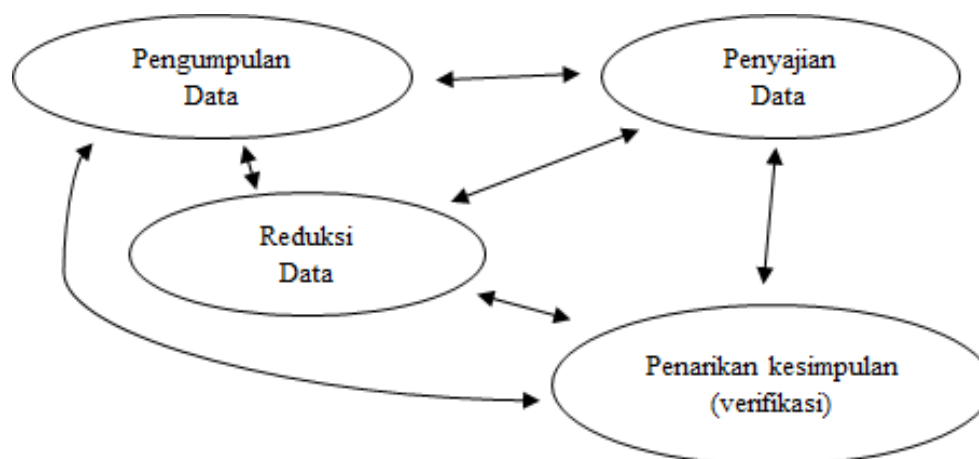 Pengumpulan
Data
Penyajian
Data
Reduksi
Data
Penarikan kesimpulan
(verifikasi)